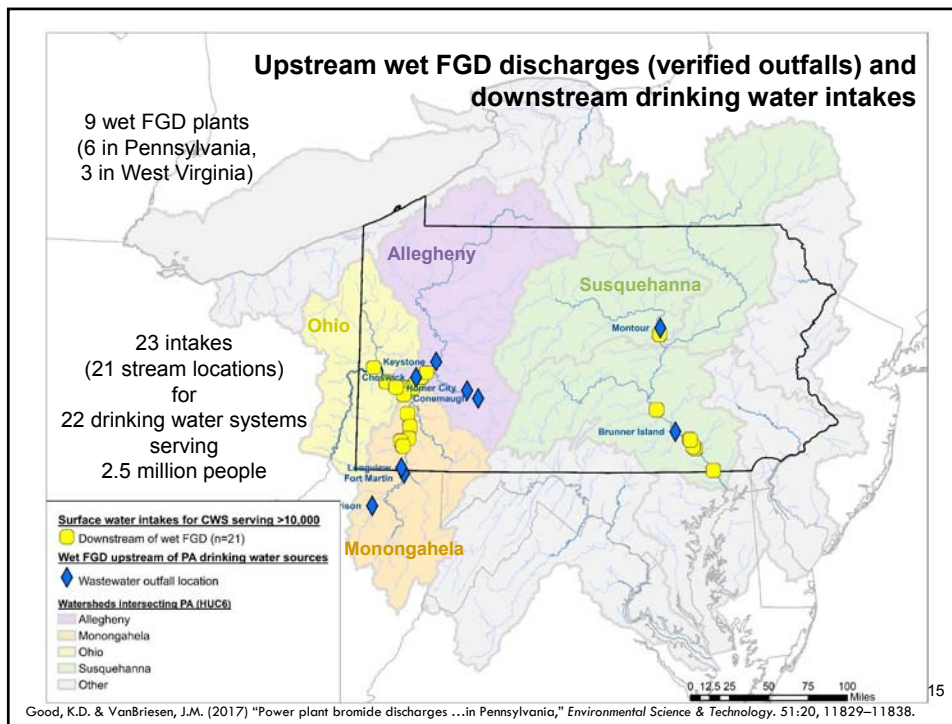 Upstream wet FGD discharges (verified outfalls) and
downstream drinking water intakes
9 wet FGD plants
(6 in Pennsylvania,
3 in West Virginia)
Allegheny
Susquehanna
Ohio
Montour
23 intakes
(21 stream locations)
for
22 drinking water systems
serving
2.5 million people
Keystone
Cheswick
Homer City
Conemaugh
Brunner Island
Longview
Fort Martin
rison
Monongahela
Surface water intakes for CWS serving >10,000
Downstream of wet FGD (n=21)
Wet FGD upstream of PA drinking water sources
Wastewater outfall location
Watersheds intersecting PA (HUC6)
Allegheny
Monongahela
Ohio
Susquehanna
Other
0 12.5 25 50 75 100
Miles
15
Good, K.D. & VanBriesen, J.M. (2017) “Power plant bromide discharges …in Pennsylvania,” Environmental Science & Technology. 51:20, 11829–11838.